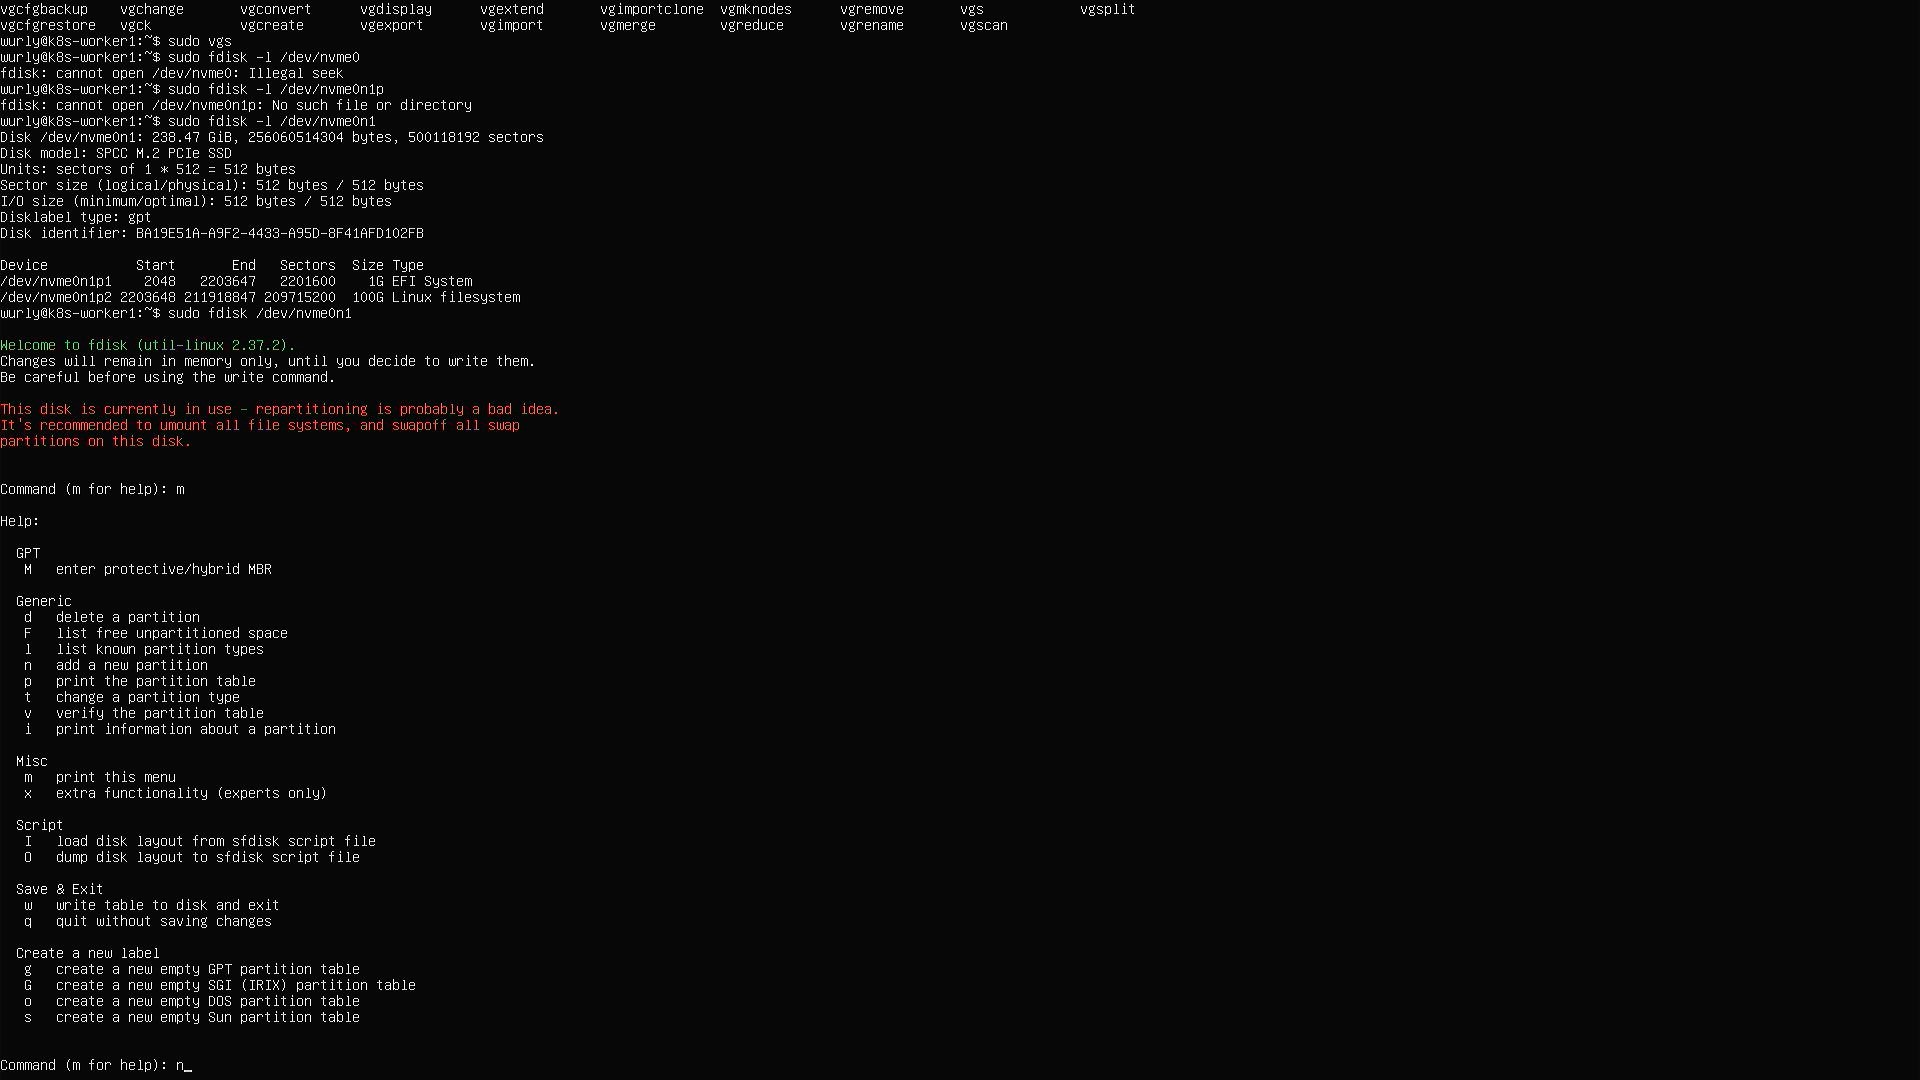 vgcfgbackup    vgchange       vgconvert      vgdisplay      vgextend       vgimportclone  vgmknodes      vgremove       vgs            vgsplit
vgcfgrestore   vgck           vgcreate       vgexport       vgimport       vgmerge        vgreduce       vgrename       vgscan
wurly@k8s-worker1:~$ sudo vgs
wurly@k8s-worker1:~$ sudo fdisk -l /dev/nvme0
fdisk: cannot open /dev/nvme0: Illegal seek
wurly@k8s-worker1:~$ sudo fdisk -l /dev/nvme0n1p
fdisk: cannot open /dev/nvme0n1p: No such file or directory
wurly@k8s-worker1:~$ sudo fdisk -l /dev/nvme0n1
Disk /dev/nvme0n1: 238.47 GiB, 256060514304 bytes, 500118192 sectors
Disk model: SPCC M.2 PCIe SSD
Units: sectors of 1 * 512 = 512 bytes
Sector size (logical/physical): 512 bytes / 512 bytes
I/O size (minimum/optimal): 512 bytes / 512 bytes
Disklabel type: gpt
Disk identifier: BA19E51A-A9F2-4433-A95D-8F41AFD102FB

Device           Start       End   Sectors  Size Type
/dev/nvme0n1p1    2048   2203647   2201600    1G EFI System
/dev/nvme0n1p2 2203648 211918847 209715200  100G Linux filesystem
wurly@k8s-worker1:~$ sudo fdisk /dev/nvme0n1

Welcome to fdisk (util-linux 2.37.2).
Changes will remain in memory only, until you decide to write them.
Be careful before using the write command.

This disk is currently in use - repartitioning is probably a bad idea.
It's recommended to umount all file systems, and swapoff all swap
partitions on this disk.

Command (m for help): m

Help:

  GPT
   M   enter protective/hybrid MBR

  Generic
   d   delete a partition
   F   list free unpartitioned space
   l   list known partition types
   n   add a new partition
   p   print the partition table
   t   change a partition type
   v   verify the partition table
   i   print information about a partition

  Misc
   m   print this menu
   x   extra functionality (experts only)

  Script
   I   load disk layout from sfdisk script file
   O   dump disk layout to sfdisk script file

  Save & Exit
   w   write table to disk and exit
   q   quit without saving changes

  Create a new label
   g   create a new empty GPT partition table
   G   create a new empty SGI (IRIX) partition table
   o   create a new empty DOS partition table
   s   create a new empty Sun partition table

Command (m for help): n_